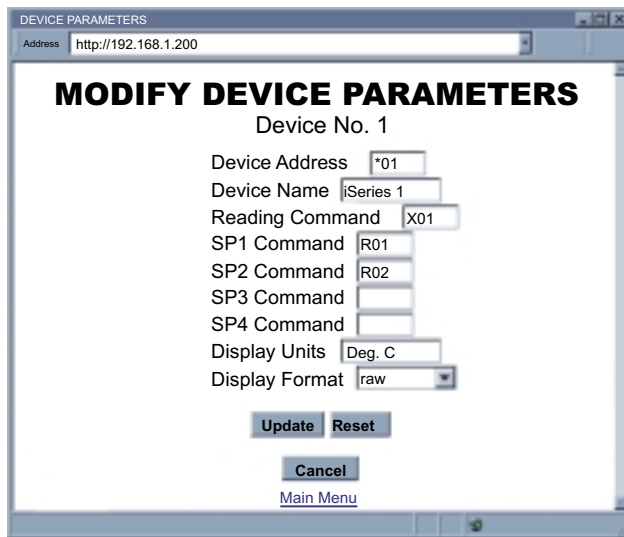 DEVICE PARAMETERS
Address http://192.168.1.200
MODIFY DEVICE PARAMETERS
Device No. 1
Device Address *01
Device Name iSeries 1
Reading Command X01
SP1 Command R01
SP2 Command R02
SP3 Command
SP4 Command
Display Units Deg. C
Display Format raw
Update Reset
Cancel
Main Menu